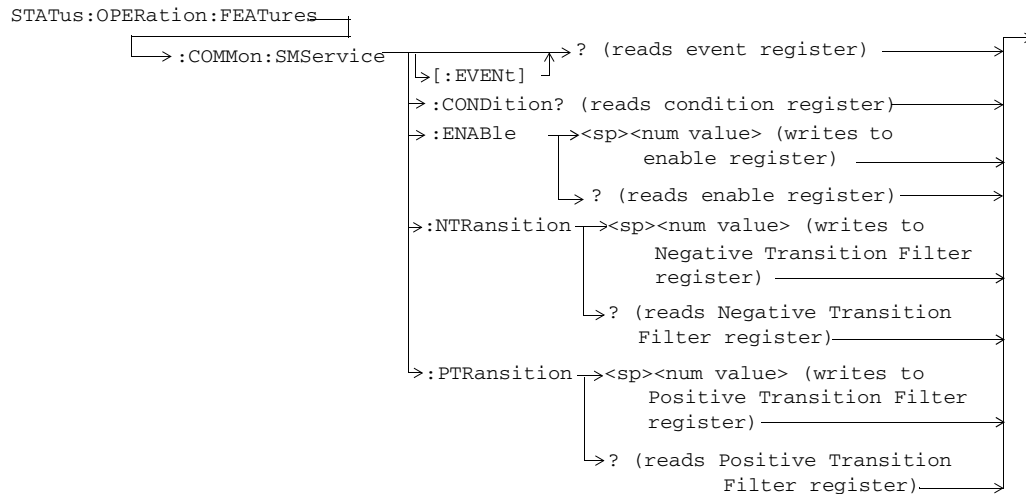 STATus:OPERation:FEATures
:COMMon:SMService
? (reads event register)
[:EVENt]
:CONDition? (reads condition register)
:ENABle
<sp><num value> (writes to
enable register)
? (reads enable register)
:NTRansition
<sp><num value> (writes to
Negative Transition Filter
register)
? (reads Negative Transition
Filter register)
:PTRansition
<sp><num value> (writes to
Positive Transition Filter
register)
? (reads Positive Transition
Filter register)